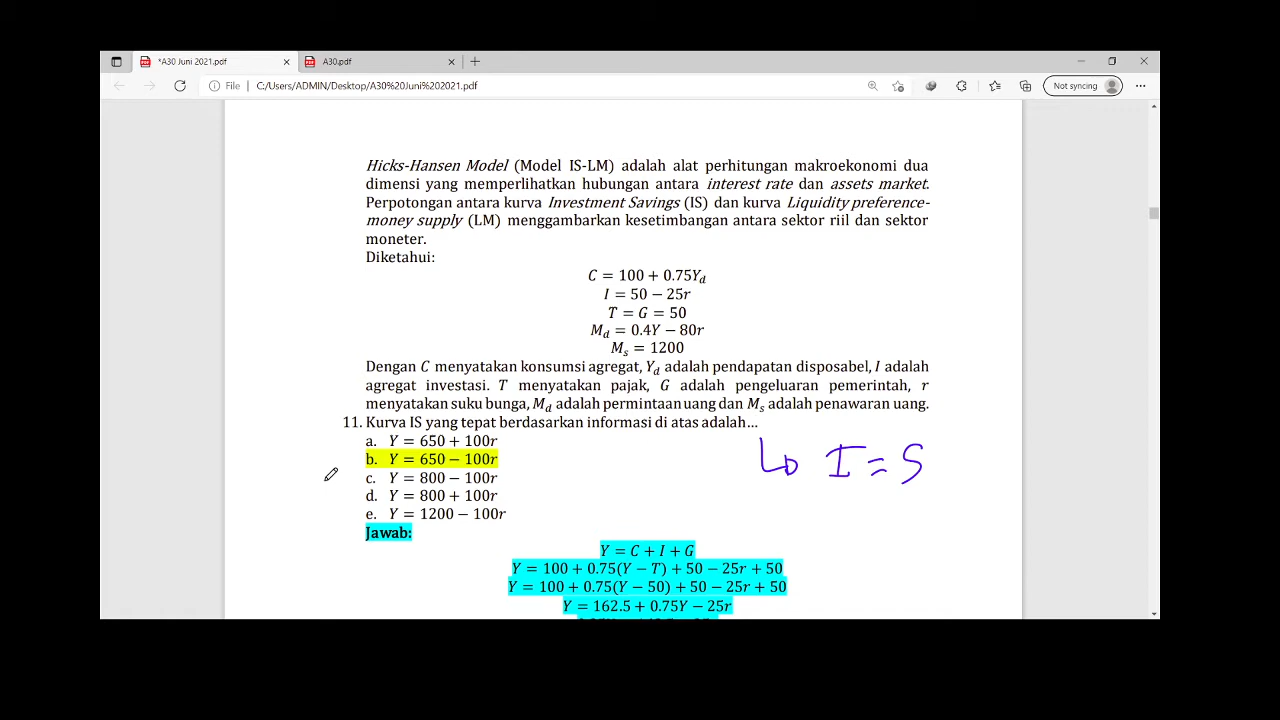 *A30 Juni 2021.pdf
A30.pdf
File
C:/Users/ADMIN/Desktop/A30%20Juni%202021.pdf
Not syncing
Hicks-Hansen Model (Model IS-LM) adalah alat perhitungan makroekonomi dua
dimensi yang memperlihatkan hubungan antara interest rate dan assets market.
Perpotongan antara kurva Investment Savings (IS) dan kurva Liquidity preference-
money supply (LM) menggambarkan kesetimbangan antara sektor riil dan sektor
moneter.
Diketahui:
C = 100 + 0.75Y_d
I = 50 − 25r
T = G = 50
M_d = 0.4Y − 80r
M_s = 1200
Dengan C menyatakan konsumsi agregat, Y_d adalah pendapatan disposabel, I adalah
agregat investasi. T menyatakan pajak, G adalah pengeluaran pemerintah, r
menyatakan suku bunga, M_d adalah permintaan uang dan M_s adalah penawaran uang.
11. Kurva IS yang tepat berdasarkan informasi di atas adalah…
a. Y = 650 + 100r
b. Y = 650 − 100r
c. Y = 800 − 100r
d. Y = 800 + 100r
e. Y = 1200 − 100r
I = S
Jawab:
Y = C + I + G
Y = 100 + 0.75(Y − T) + 50 − 25r + 50
Y = 100 + 0.75(Y − 50) + 50 − 25r + 50
Y = 162.5 + 0.75Y − 25r